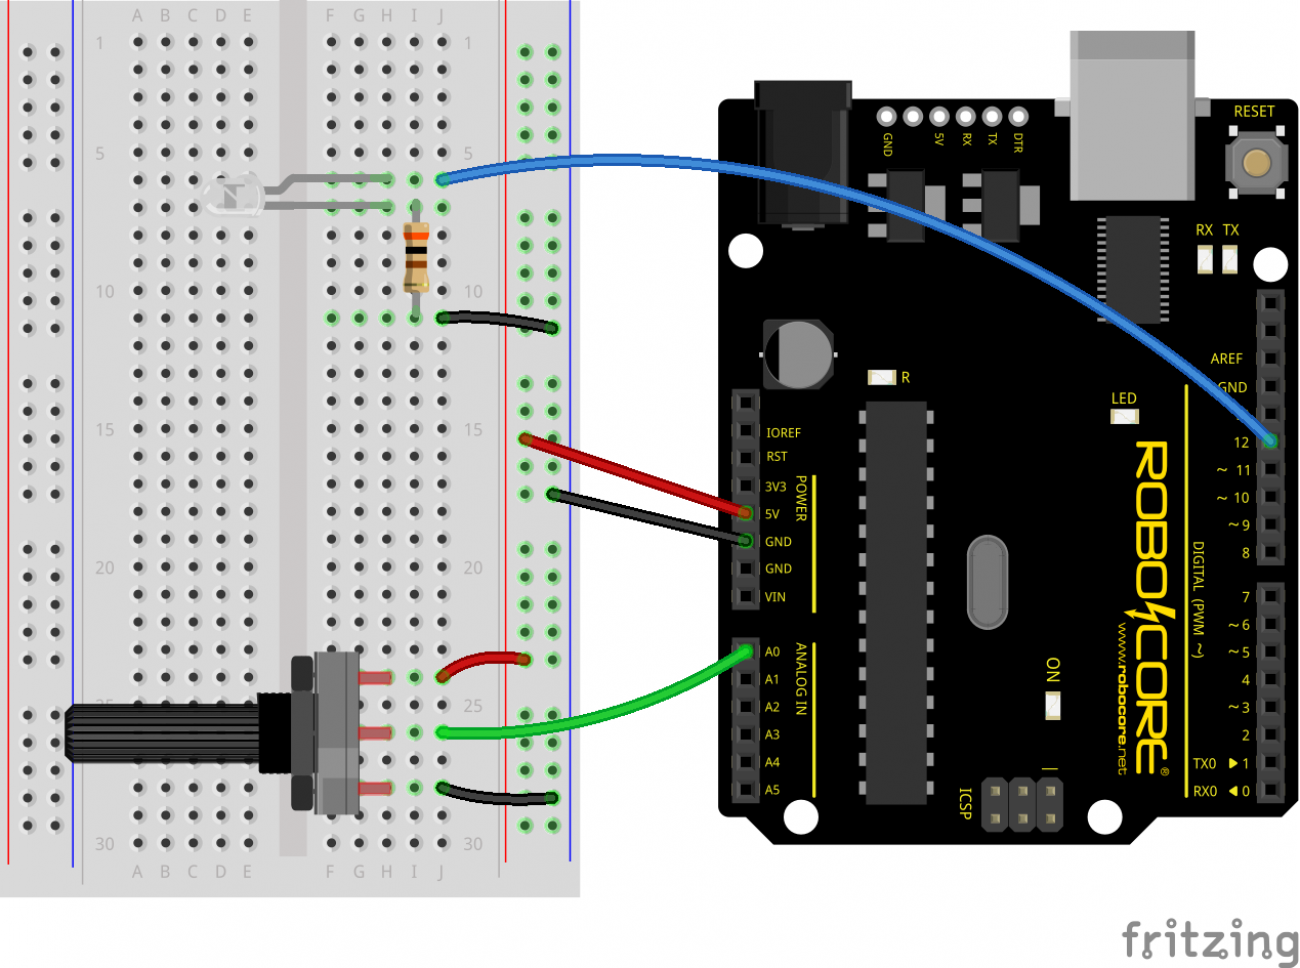 A B C D E F G H I J
1 1
5 5
10 10
15 15
20 20
25
30 30
A B C D E F G H I J
GND 5V RX TX DTR
RESET
RX TX
R
LED
IOREF
RST
3V3
5V
GND
GND
VIN
POWER
A0
A1
A2
A3
A4
A5
ANALOG IN
AREF
GND
12
~ 11
~ 10
~ 9
8
7
~ 6
~ 5
4
~ 3
2
TX0 ▶ 1
RX0 ◀ 0
DIGITAL (PWM ~)
ROBOCORE®
www.robocore.net
ON
ICSP
1
fritzing